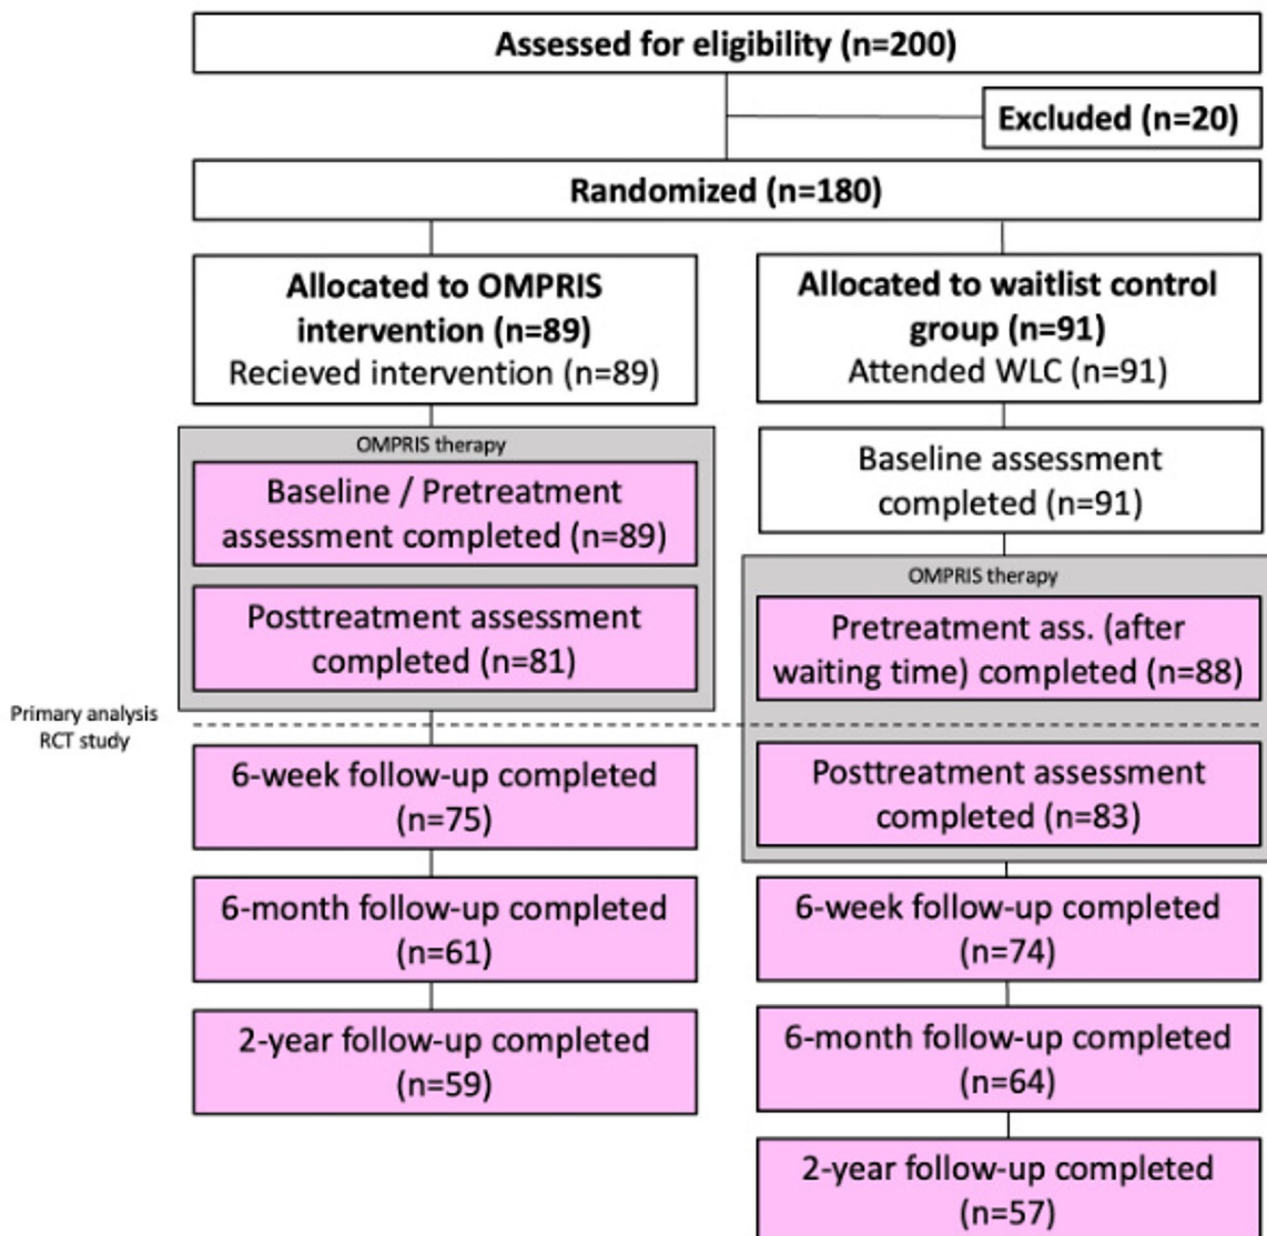 Assessed for eligibility (n=200)
Excluded (n=20)
Randomized (n=180)
Allocated to OMPRIS
intervention (n=89)
Recieved intervention (n=89)
Allocated to waitlist control
group (n=91)
Attended WLC (n=91)
OMPRIS therapy
Baseline / Pretreatment
assessment completed (n=89)
Posttreatment assessment
completed (n=81)
Baseline assessment
completed (n=91)
OMPRIS therapy
Pretreatment ass. (after
waiting time) completed (n=88)
Primary analysis
RCT study
6-week follow-up completed
(n=75)
Posttreatment assessment
completed (n=83)
6-month follow-up completed
(n=61)
6-week follow-up completed
(n=74)
2-year follow-up completed
(n=59)
6-month follow-up completed
(n=64)
2-year follow-up completed
(n=57)